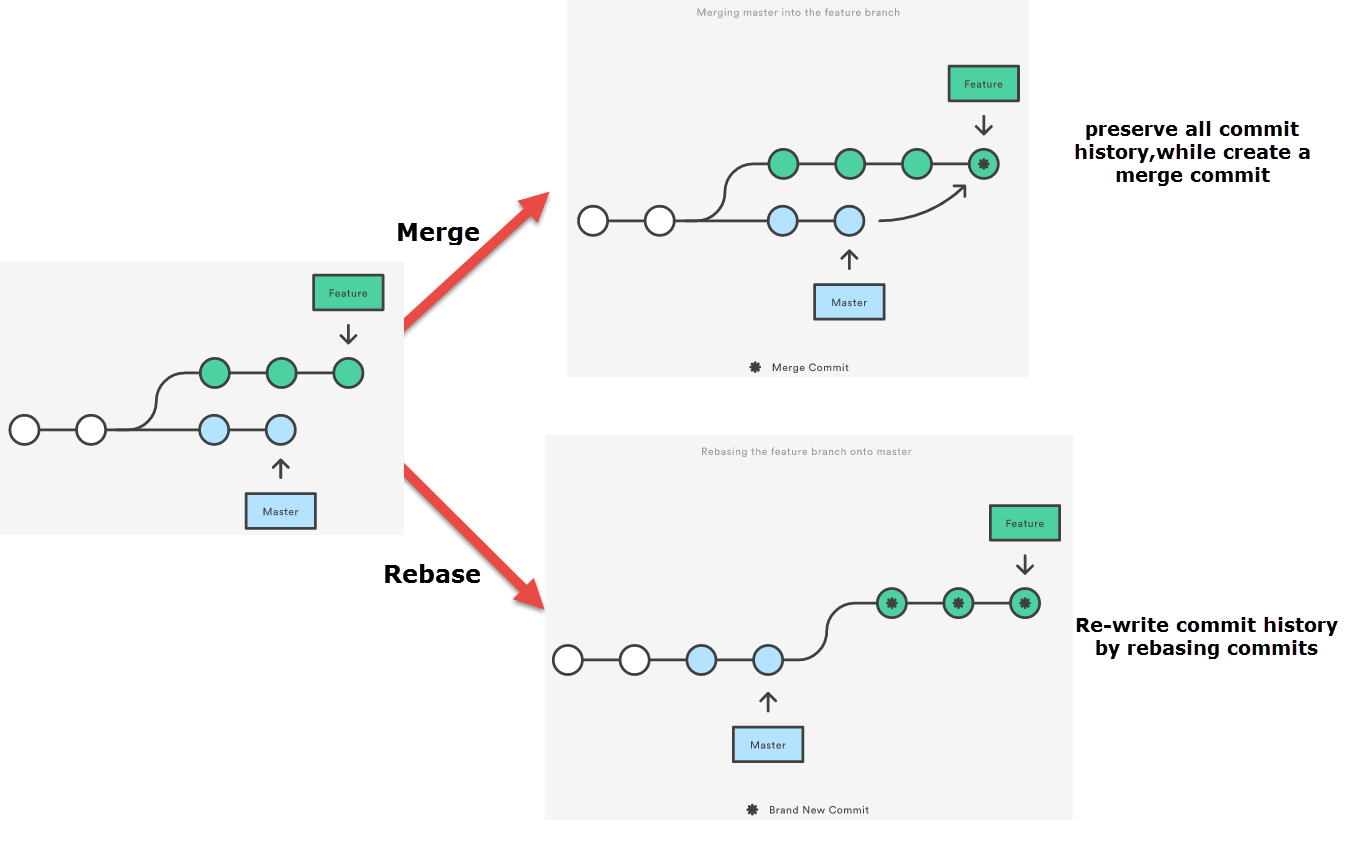 Merging master into the feature branch
Feature
preserve all commit
history,while create a
merge commit
Merge
Master
Merge Commit
Feature
Master
Rebase
Rebasing the feature branch onto master
Feature
Re-write commit history
by rebasing commits
Master
Brand New Commit